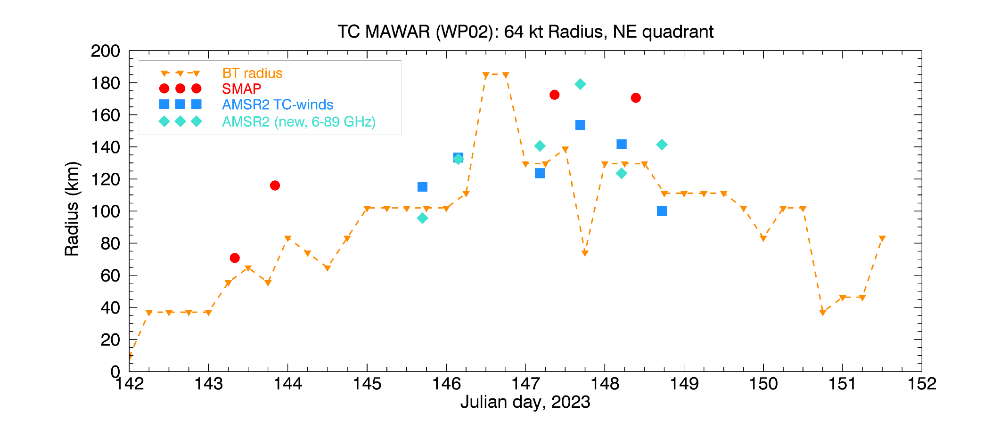 TC MAWAR (WP02): 64 kt Radius, NE quadrant
BT radius
SMAP
AMSR2 TC-winds
AMSR2 (new, 6-89 GHz)
200
180
160
140
120
100
80
60
40
20
0
Radius (km)
142 143 144 145 146 147 148 149 150 151 152
Julian day, 2023